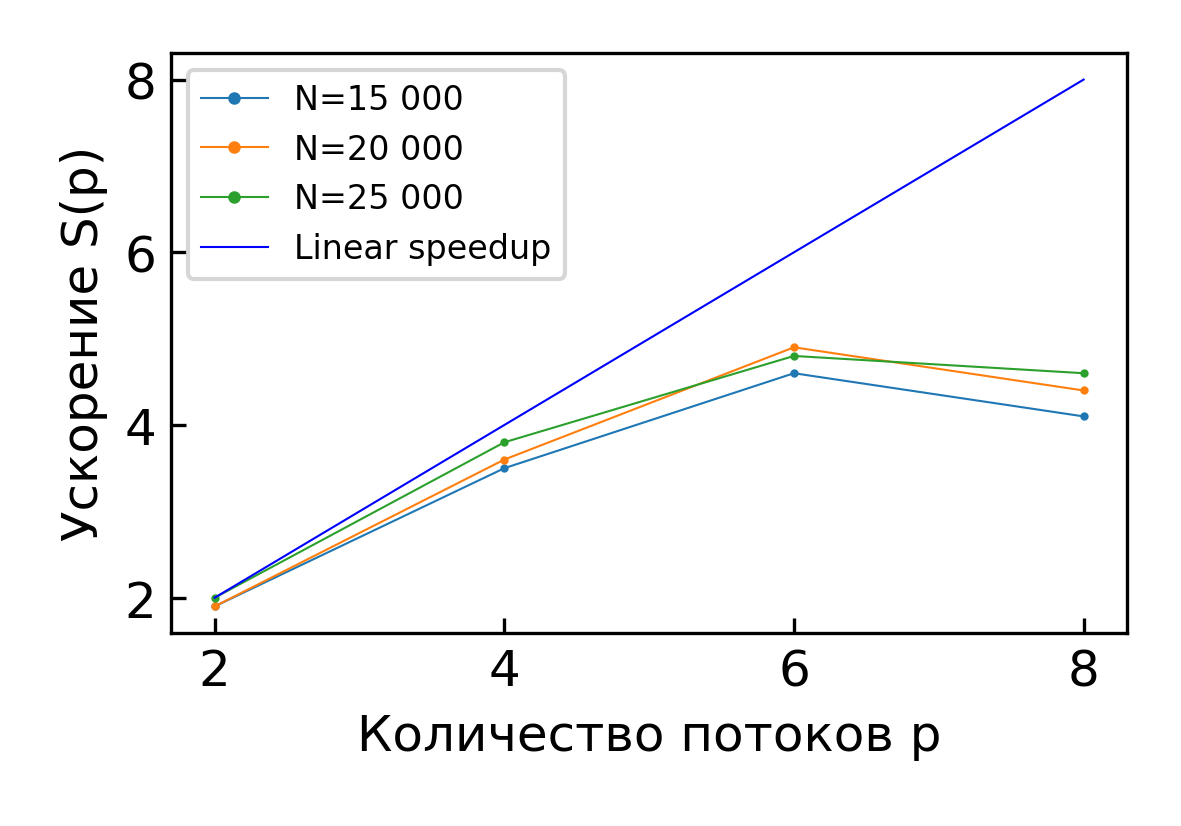 Ускорение S(p)
8
6
4
2
N=15 000
N=20 000
N=25 000
Linear speedup
2 4 6 8
Количество потоков p